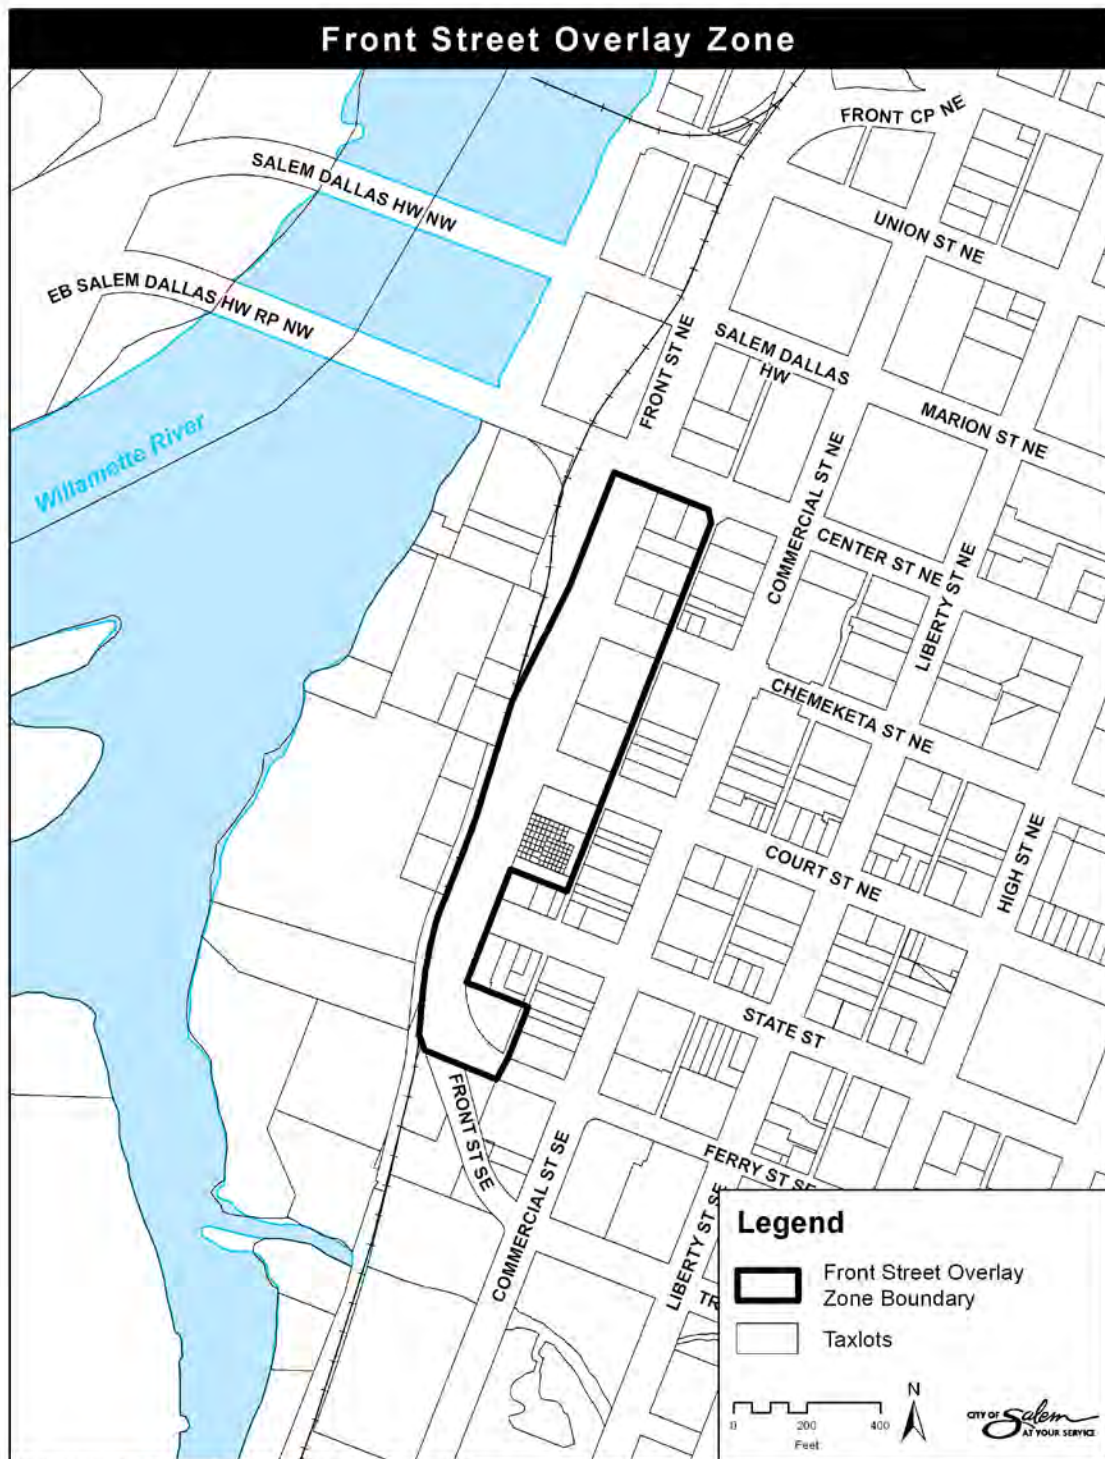 Front Street Overlay Zone
FRONT CP NE
SALEM DALLAS HW NW
UNION ST NE
EB SALEM DALLAS HW RP NW
SALEM DALLAS
HW
FRONT ST NE
MARION ST NE
Willamette River
COMMERCIAL ST NE
CENTER ST NE
LIBERTY ST NE
CHEMEKETA ST NE
COURT ST NE
HIGH ST NE
STATE ST
FRONT ST SE
FERRY ST SE
COMMERCIAL ST SE
LIBERTY ST SE
TR
Legend
Front Street Overlay
Zone Boundary
Taxlots
N
0 200 400
Feet
CITY OF Salem
AT YOUR SERVICE